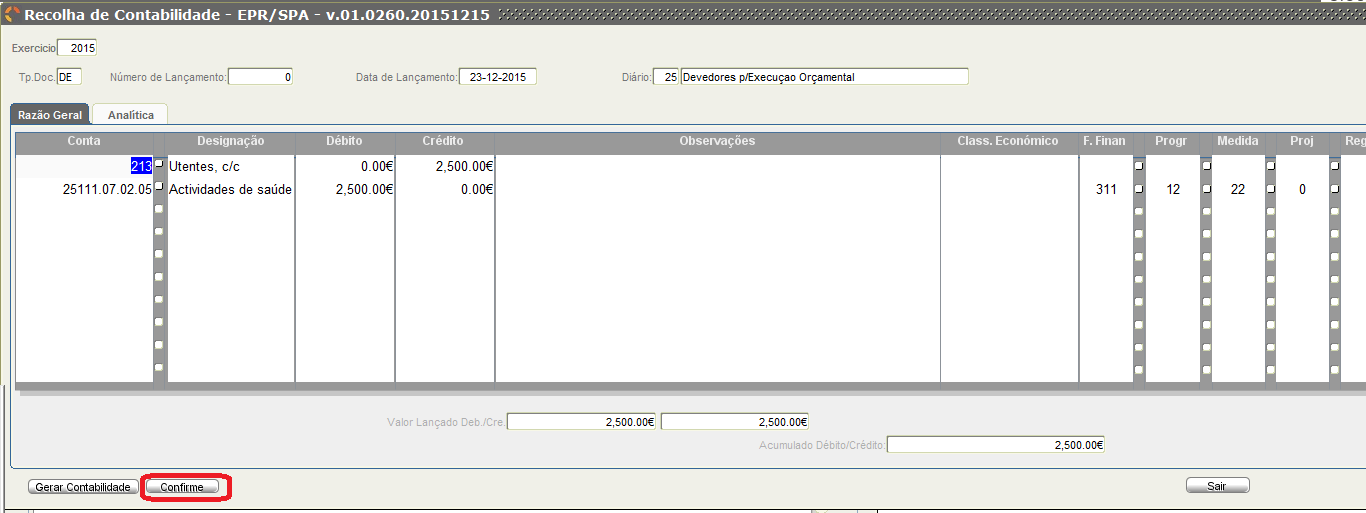 Recolha de Contabilidade - EPR/SPA - v.01.0260.20151215
Exercicio 2015
Tp.Doc. DE Número de Lançamento: 0 Data de Lançamento: 23-12-2015 Diário: 25 Devedores p/Execuçao Orçamental
Razão Geral Analítica
Conta Designação Débito Crédito Observações Class. Económico F. Finan Progr Medida Proj Reg
213 Utentes, c/c 0.00€ 2,500.00€
25111.07.02.05 Actividades de saúde 2,500.00€ 0.00€ 311 12 22 0
Valor Lançado Deb./Cre. 2,500.00€ 2,500.00€
Acumulado Débito/Crédito: 2,500.00€
Gerar Contabilidade Confirme Sair